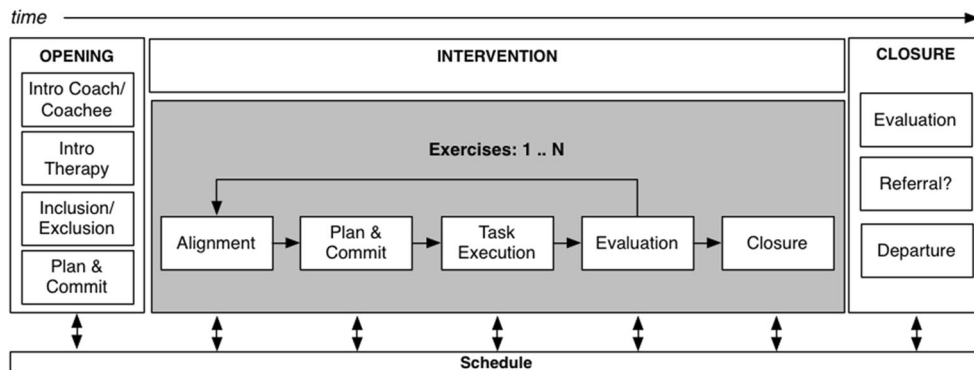 time
OPENING
Intro Coach/
Coachee
Intro
Therapy
Inclusion/
Exclusion
Plan &
Commit
INTERVENTION
Exercises: 1 .. N
Alignment
Plan &
Commit
Task
Execution
Evaluation
Closure
CLOSURE
Evaluation
Referral?
Departure
Schedule